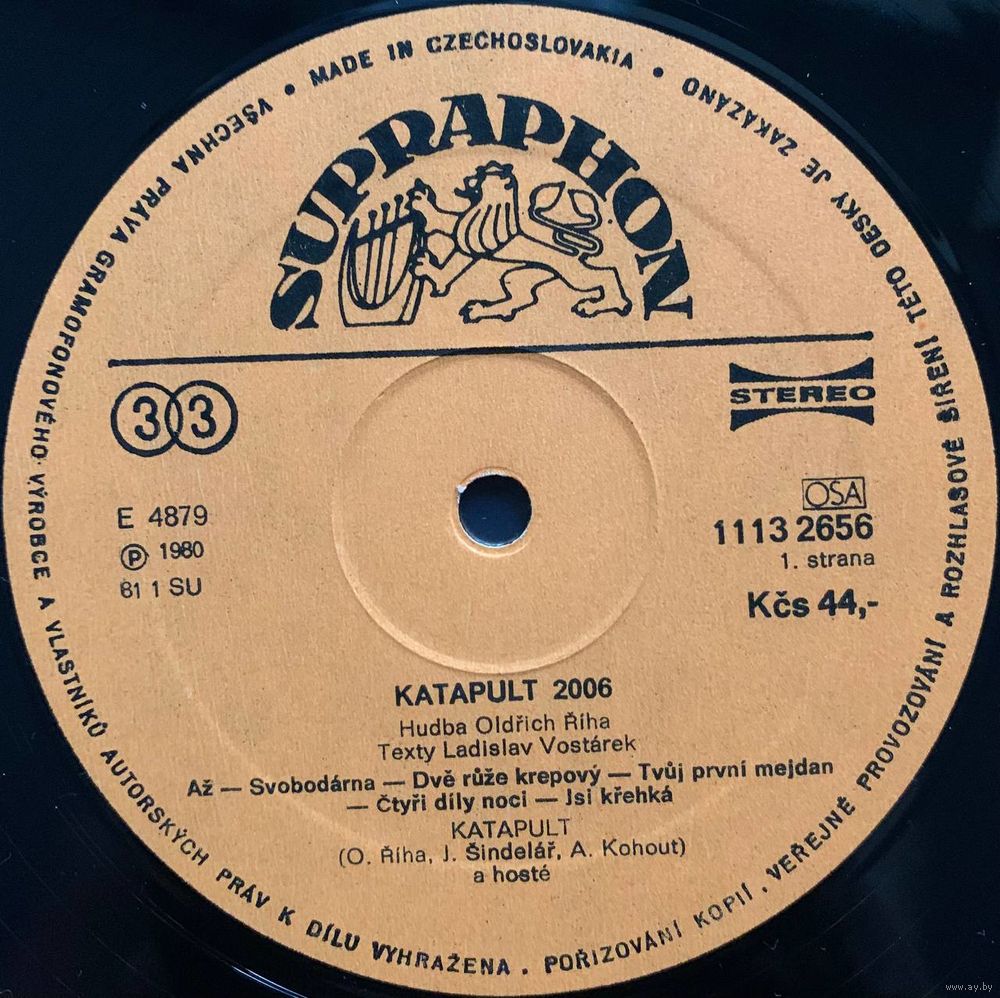 MADE IN CZECHOSLOVAKIA • VŠECHNA PRÁVA GRAMOFONOVÉHO VÝROBCE A VLASTNÍKŮ AUTORSKÝCH PRÁV K DÍLU VYHRAŽENA. POŘIZOVÁNÍ KOPIÍ. VEŘEJNÉ PROVOZOVÁNÍ A ROZHLASOVÉ ŠÍŘENÍ TÉTO DESKY JE ZAKÁZÁNO •
SUPRAPHON
33
STEREO
E 4879
℗ 1980
81 1 SU
OSA
1113 2656
1. strana
Kčs 44,-
KATAPULT 2006
Hudba Oldřich Říha
Texty Ladislav Vostárek
Až — Svobodárna — Dvě růže krepový — Tvůj první mejdan
— Čtyři díly noci — Jsi křehká
KATAPULT
(O. Říha, J. Šindelář, A. Kohout)
a hosté
www.ay.by